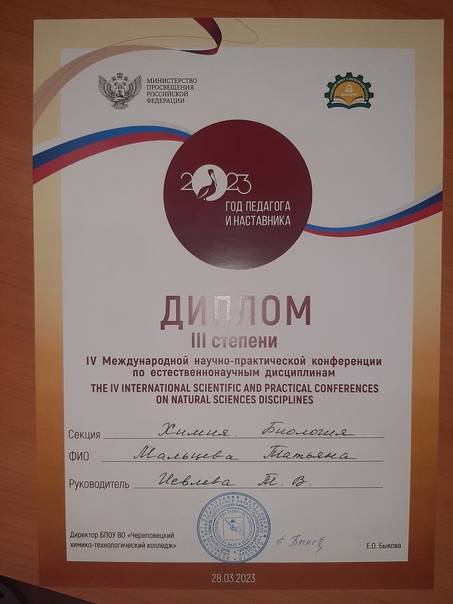 МИНИСТЕРСТВО
ПРОСВЕЩЕНИЯ
РОССИЙСКОЙ
ФЕДЕРАЦИИ
2023
ГОД ПЕДАГОГА
И НАСТАВНИКА
ДИПЛОМ
III степени
IV Международной научно-практической конференции
по естественнонаучным дисциплинам
THE IV INTERNATIONAL SCIENTIFIC AND PRACTICAL CONFERENCES
ON NATURAL SCIENCES DISCIPLINES
Секция Химия. Биология.
ФИО Мальцева Татьяна
Руководитель Иевлева Т. В.
Директор БПОУ ВО «Череповецкий
химико-технологический колледж» Е.О. Быкова
28.03.2023